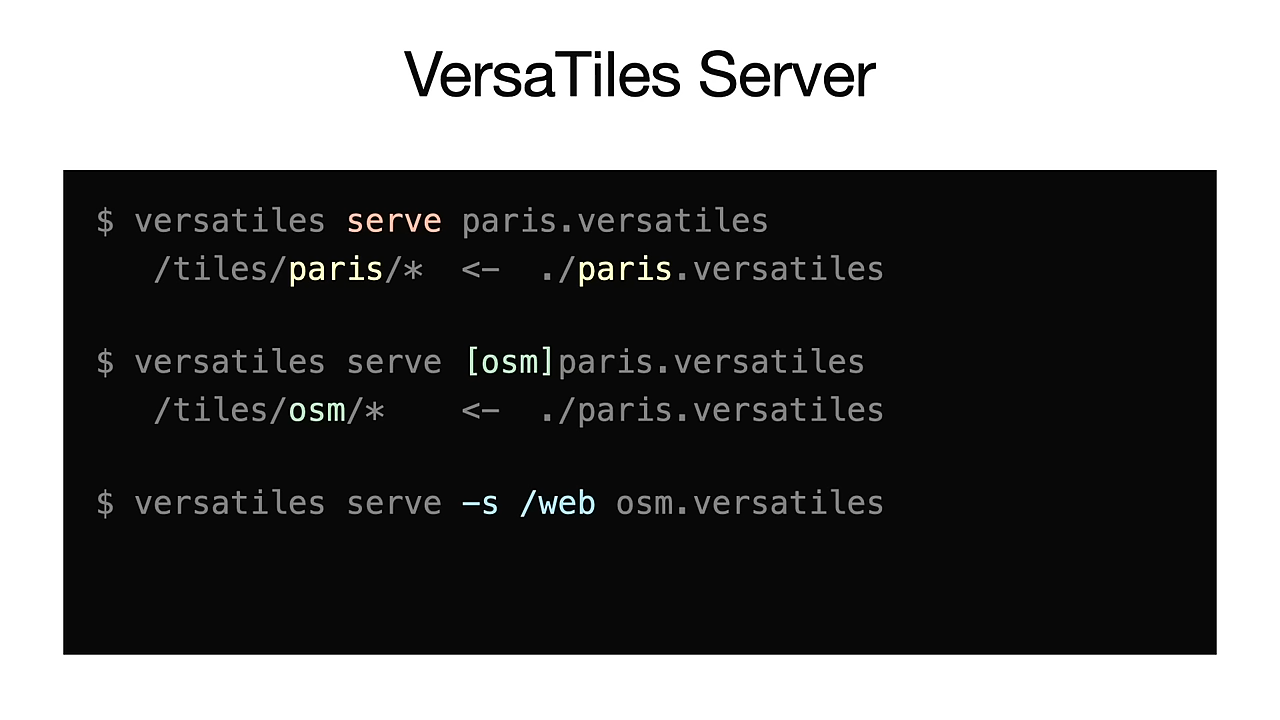 VersaTiles Server
$ versatiles serve paris.versatiles
/tiles/paris/* <- ./paris.versatiles
$ versatiles serve [osm]paris.versatiles
/tiles/osm/* <- ./paris.versatiles
$ versatiles serve -s /web osm.versatiles